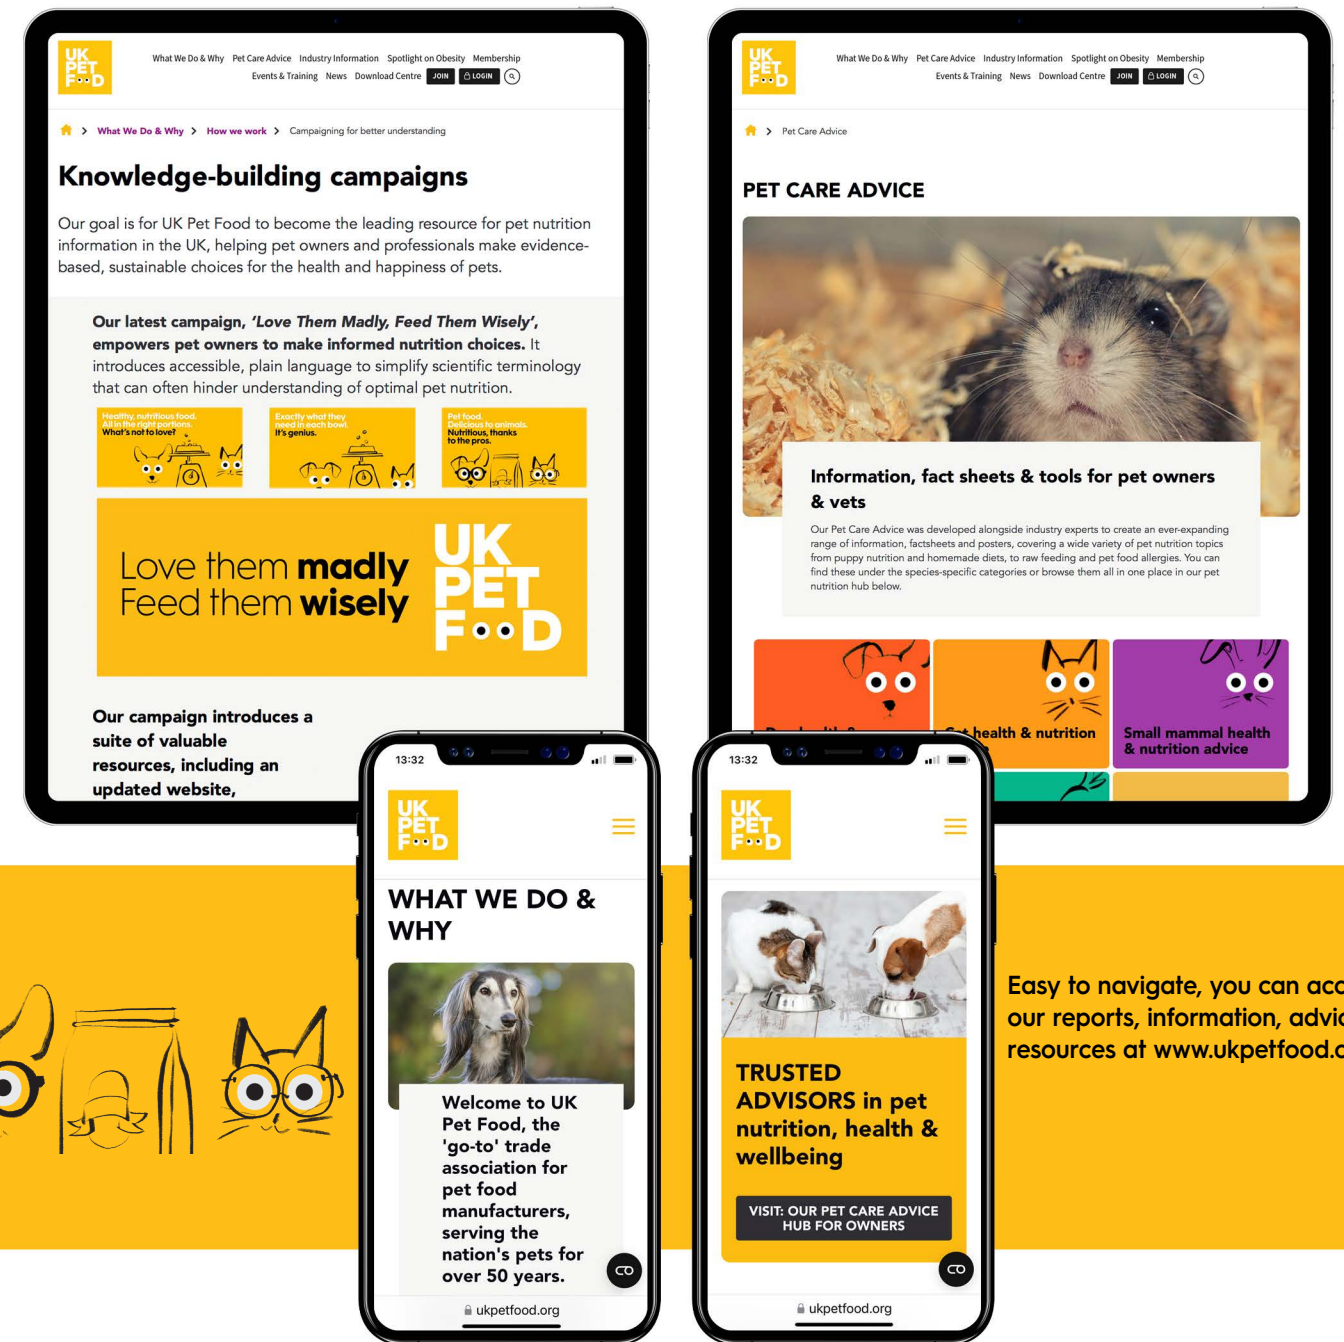 UK
PET
FOOD
What We Do & Why Pet Care Advice Industry Information Spotlight on Obesity Membership
Events & Training News Download Centre JOIN LOGIN
> What We Do & Why > How we work > Campaigning for better understanding
Knowledge-building campaigns
Our goal is for UK Pet Food to become the leading resource for pet nutrition
information in the UK, helping pet owners and professionals make evidence-
based, sustainable choices for the health and happiness of pets.
Our latest campaign, 'Love Them Madly, Feed Them Wisely',
empowers pet owners to make informed nutrition choices. It
introduces accessible, plain language to simplify scientific terminology
that can often hinder understanding of optimal pet nutrition.
Healthy, nutritious food.
All in the right portions.
What's not to love?
Exactly what they
need in each bowl.
It's genius.
Pet food.
Delicious to animals.
Nutritious, thanks
to the pros.
Love them madly
Feed them wisely
UK
PET
FOOD
Our campaign introduces a
suite of valuable
resources, including an
updated website,
UK
PET
FOOD
What We Do & Why Pet Care Advice Industry Information Spotlight on Obesity Membership
Events & Training News Download Centre JOIN LOGIN
> Pet Care Advice
PET CARE ADVICE
Information, fact sheets & tools for pet owners
& vets
Our Pet Care Advice was developed alongside industry experts to create an ever-expanding
range of information, factsheets and posters, covering a wide variety of pet nutrition topics
from puppy nutrition and homemade diets, to raw feeding and pet food allergies. You can
find these under the species-specific categories or browse them all in one place in our pet
nutrition hub below.
health & nutrition
Small mammal health
& nutrition advice
13:32
UK
PET
FOOD
WHAT WE DO &
WHY
Welcome to UK
Pet Food, the
'go-to' trade
association for
pet food
manufacturers,
serving the
nation's pets for
over 50 years.
ukpetfood.org
13:32
UK
PET
FOOD
TRUSTED
ADVISORS in pet
nutrition, health &
wellbeing
VISIT: OUR PET CARE ADVICE
HUB FOR OWNERS
ukpetfood.org
Easy to navigate, you can acc
our reports, information, advic
resources at www.ukpetfood.o